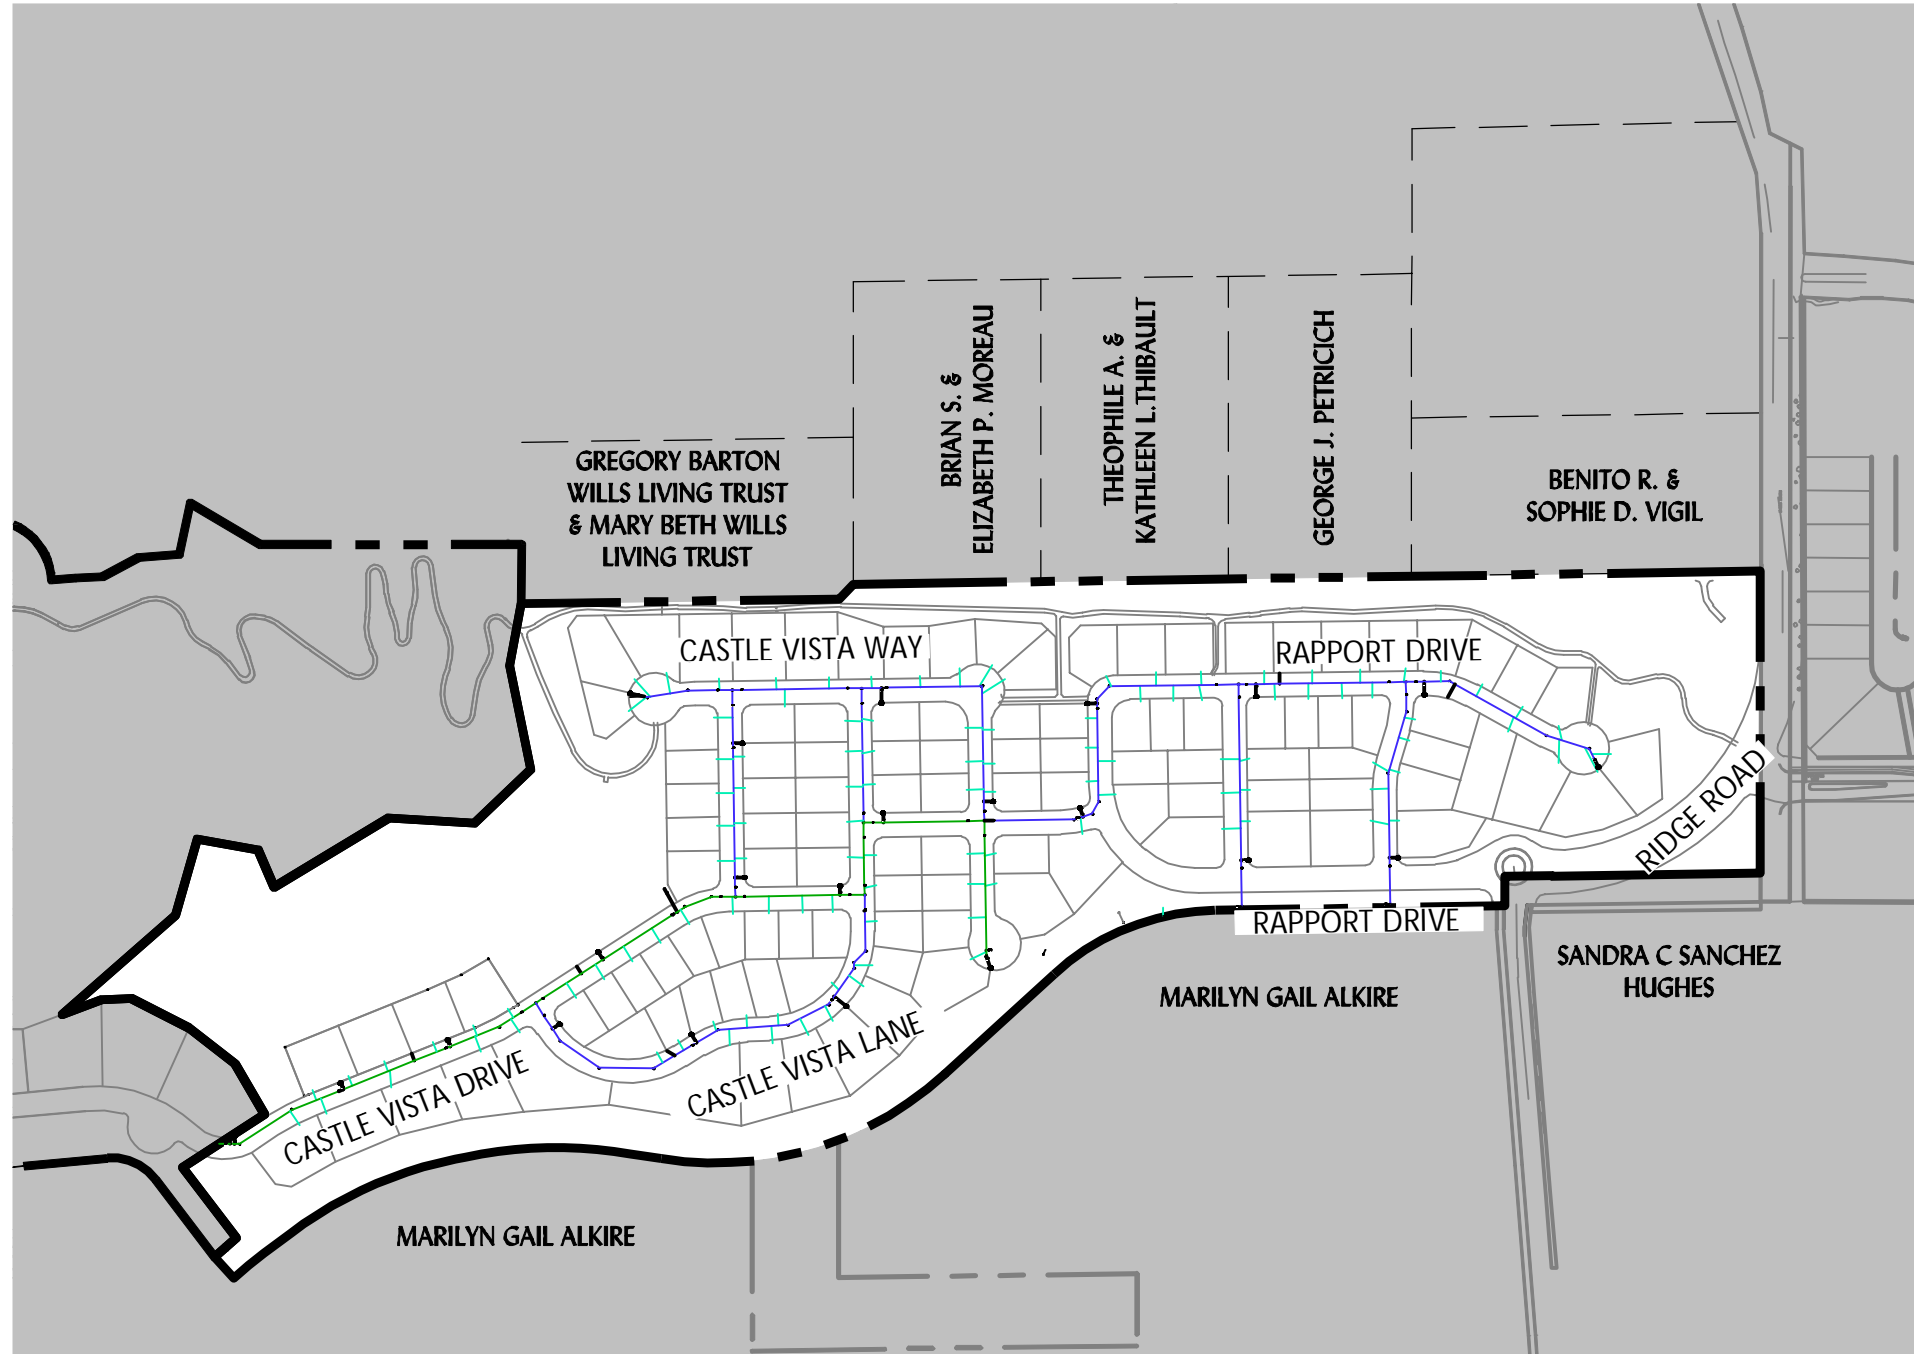 BRIAN S. &
ELIZABETH P. MOREAU
THEOPHILE A. &
KATHLEEN L.THIBAULT
GEORGE J. PETRICICH
GREGORY BARTON
WILLS LIVING TRUST
& MARY BETH WILLS
LIVING TRUST
BENITO R. &
SOPHIE D. VIGIL
CASTLE VISTA WAY
RAPPORT DRIVE
RIDGE ROAD
RAPPORT DRIVE
SANDRA C SANCHEZ
HUGHES
MARILYN GAIL ALKIRE
CASTLE VISTA LANE
CASTLE VISTA DRIVE
MARILYN GAIL ALKIRE